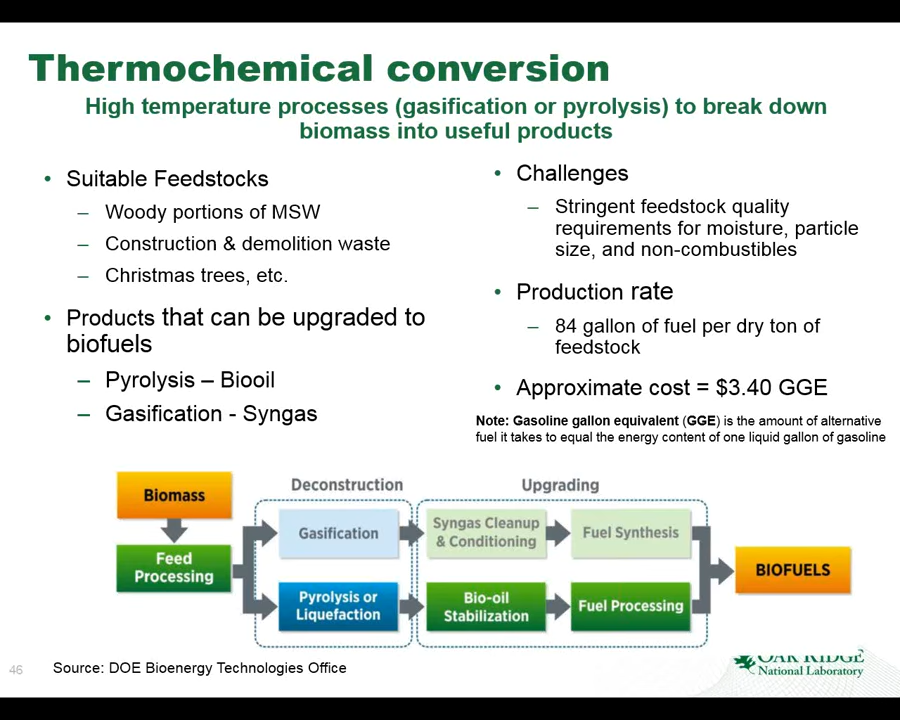 Thermochemical conversion
High temperature processes (gasification or pyrolysis) to break down
biomass into useful products
• Suitable Feedstocks
– Woody portions of MSW
– Construction & demolition waste
– Christmas trees, etc.
• Products that can be upgraded to
biofuels
– Pyrolysis – Biooil
– Gasification - Syngas
• Challenges
– Stringent feedstock quality
requirements for moisture, particle
size, and non-combustibles
• Production rate
– 84 gallon of fuel per dry ton of
feedstock
• Approximate cost = $3.40 GGE
Note: Gasoline gallon equivalent (GGE) is the amount of alternative
fuel it takes to equal the energy content of one liquid gallon of gasoline
Deconstruction
Upgrading
Biomass
Feed
Processing
Gasification
Syngas Cleanup
& Conditioning
Fuel Synthesis
Pyrolysis or
Liquefaction
Bio-oil
Stabilization
Fuel Processing
BIOFUELS
46
Source: DOE Bioenergy Technologies Office
OAK RIDGE
National Laboratory